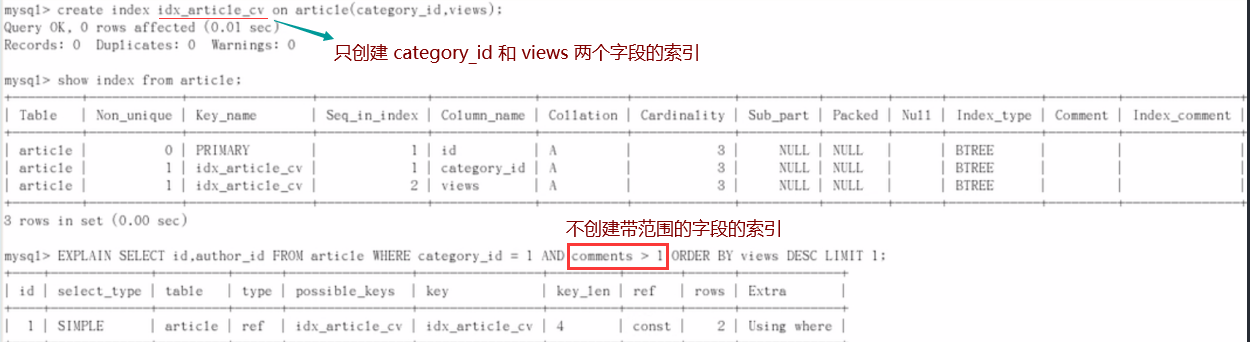 mysql> create index idx_article_cv on article(category_id,views);
Query OK, 0 rows affected (0.01 sec)
Records: 0  Duplicates: 0  Warnings: 0
只创建 category_id 和 views 两个字段的索引
mysql> show index from article;
| Table | Non_unique | Key_name | Seq_in_index | Column_name | Collation | Cardinality | Sub_part | Packed | Null | Index_type | Comment | Index_comment |
| article | 0 | PRIMARY | 1 | id | A | 3 | NULL | NULL | | BTREE | | |
| article | 1 | idx_article_cv | 1 | category_id | A | 3 | NULL | NULL | | BTREE | | |
| article | 1 | idx_article_cv | 2 | views | A | 3 | NULL | NULL | | BTREE | | |
3 rows in set (0.00 sec)
不创建带范围的字段的索引
mysql> EXPLAIN SELECT id,author_id FROM article WHERE category_id = 1 AND comments > 1 ORDER BY views DESC LIMIT 1;
| id | select_type | table | type | possible_keys | key | key_len | ref | rows | Extra |
| 1 | SIMPLE | article | ref | idx_article_cv | idx_article_cv | 4 | const | 2 | Using where |